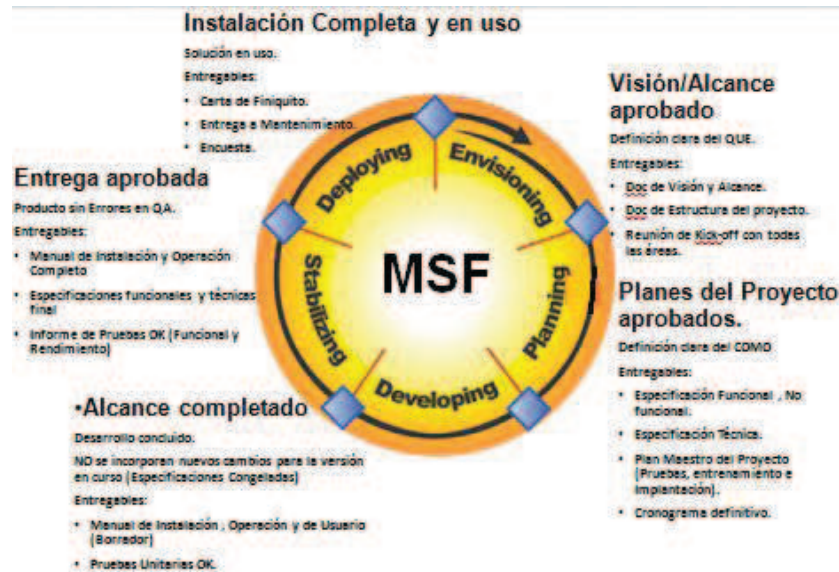 Instalación Completa y en uso
Solución en uso.
Entregables:
• Carta de Finiquito.
• Entrega a Mantenimiento.
• Encuesta.
Visión/Alcance
aprobado
Definición clara del QUE.
Entregables:
• Doc de Visión y Alcance.
• Doc de Estructura del proyecto.
• Reunión de Kick-off con todas
las áreas.
Planes del Proyecto
aprobados.
Definición clara del COMO
Entregables:
• Especificación Funcional , No
funcional.
• Especificación Técnica.
• Plan Maestro del Proyecto
(Pruebas, entrenamiento e
Implantación).
• Cronograma definitivo.
•Alcance completado
Desarrollo concluido.
NO se incorporan nuevos cambios para la versión
en curso (Especificaciones Congeladas)
Entregables:
• Manual de Instalación , Operación y de Usuario
(Borrador)
• Pruebas Unitarias OK.
Entrega aprobada
Producto sin Errores en QA.
Entregables:
• Manual de Instalación y Operación
Completo
• Especificaciones funcionales y técnicas
final
• Informe de Pruebas OK (Funcional y
Rendimiento)
MSF
Envisioning
Planning
Developing
Stabilizing
Deploying